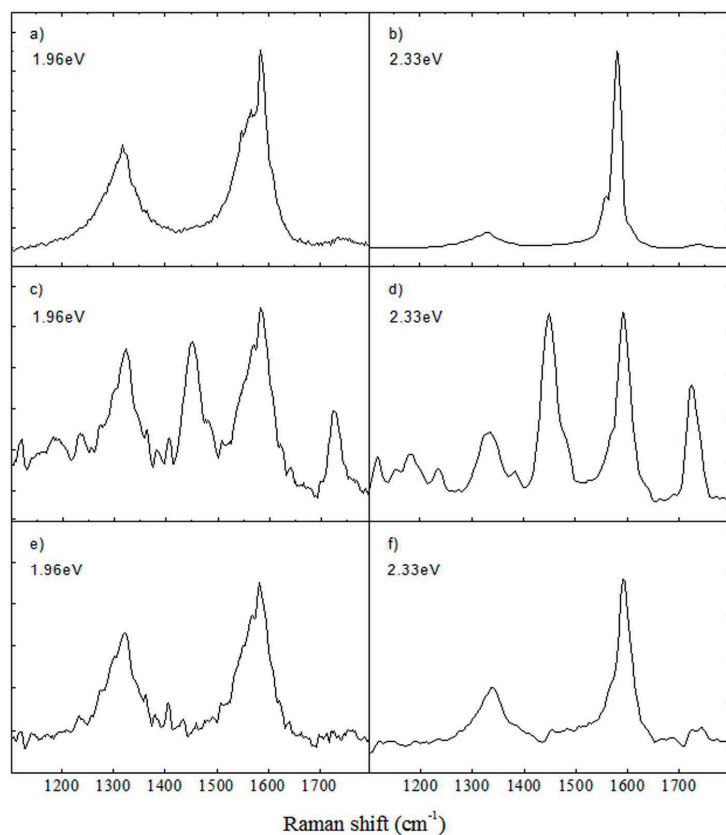 a)
1.96eV
b)
2.33eV
c)
1.96eV
d)
2.33eV
e)
1.96eV
f)
2.33eV
1200 1300 1400 1500 1600 1700 1200 1300 1400 1500 1600 1700
Raman shift (cm⁻¹)